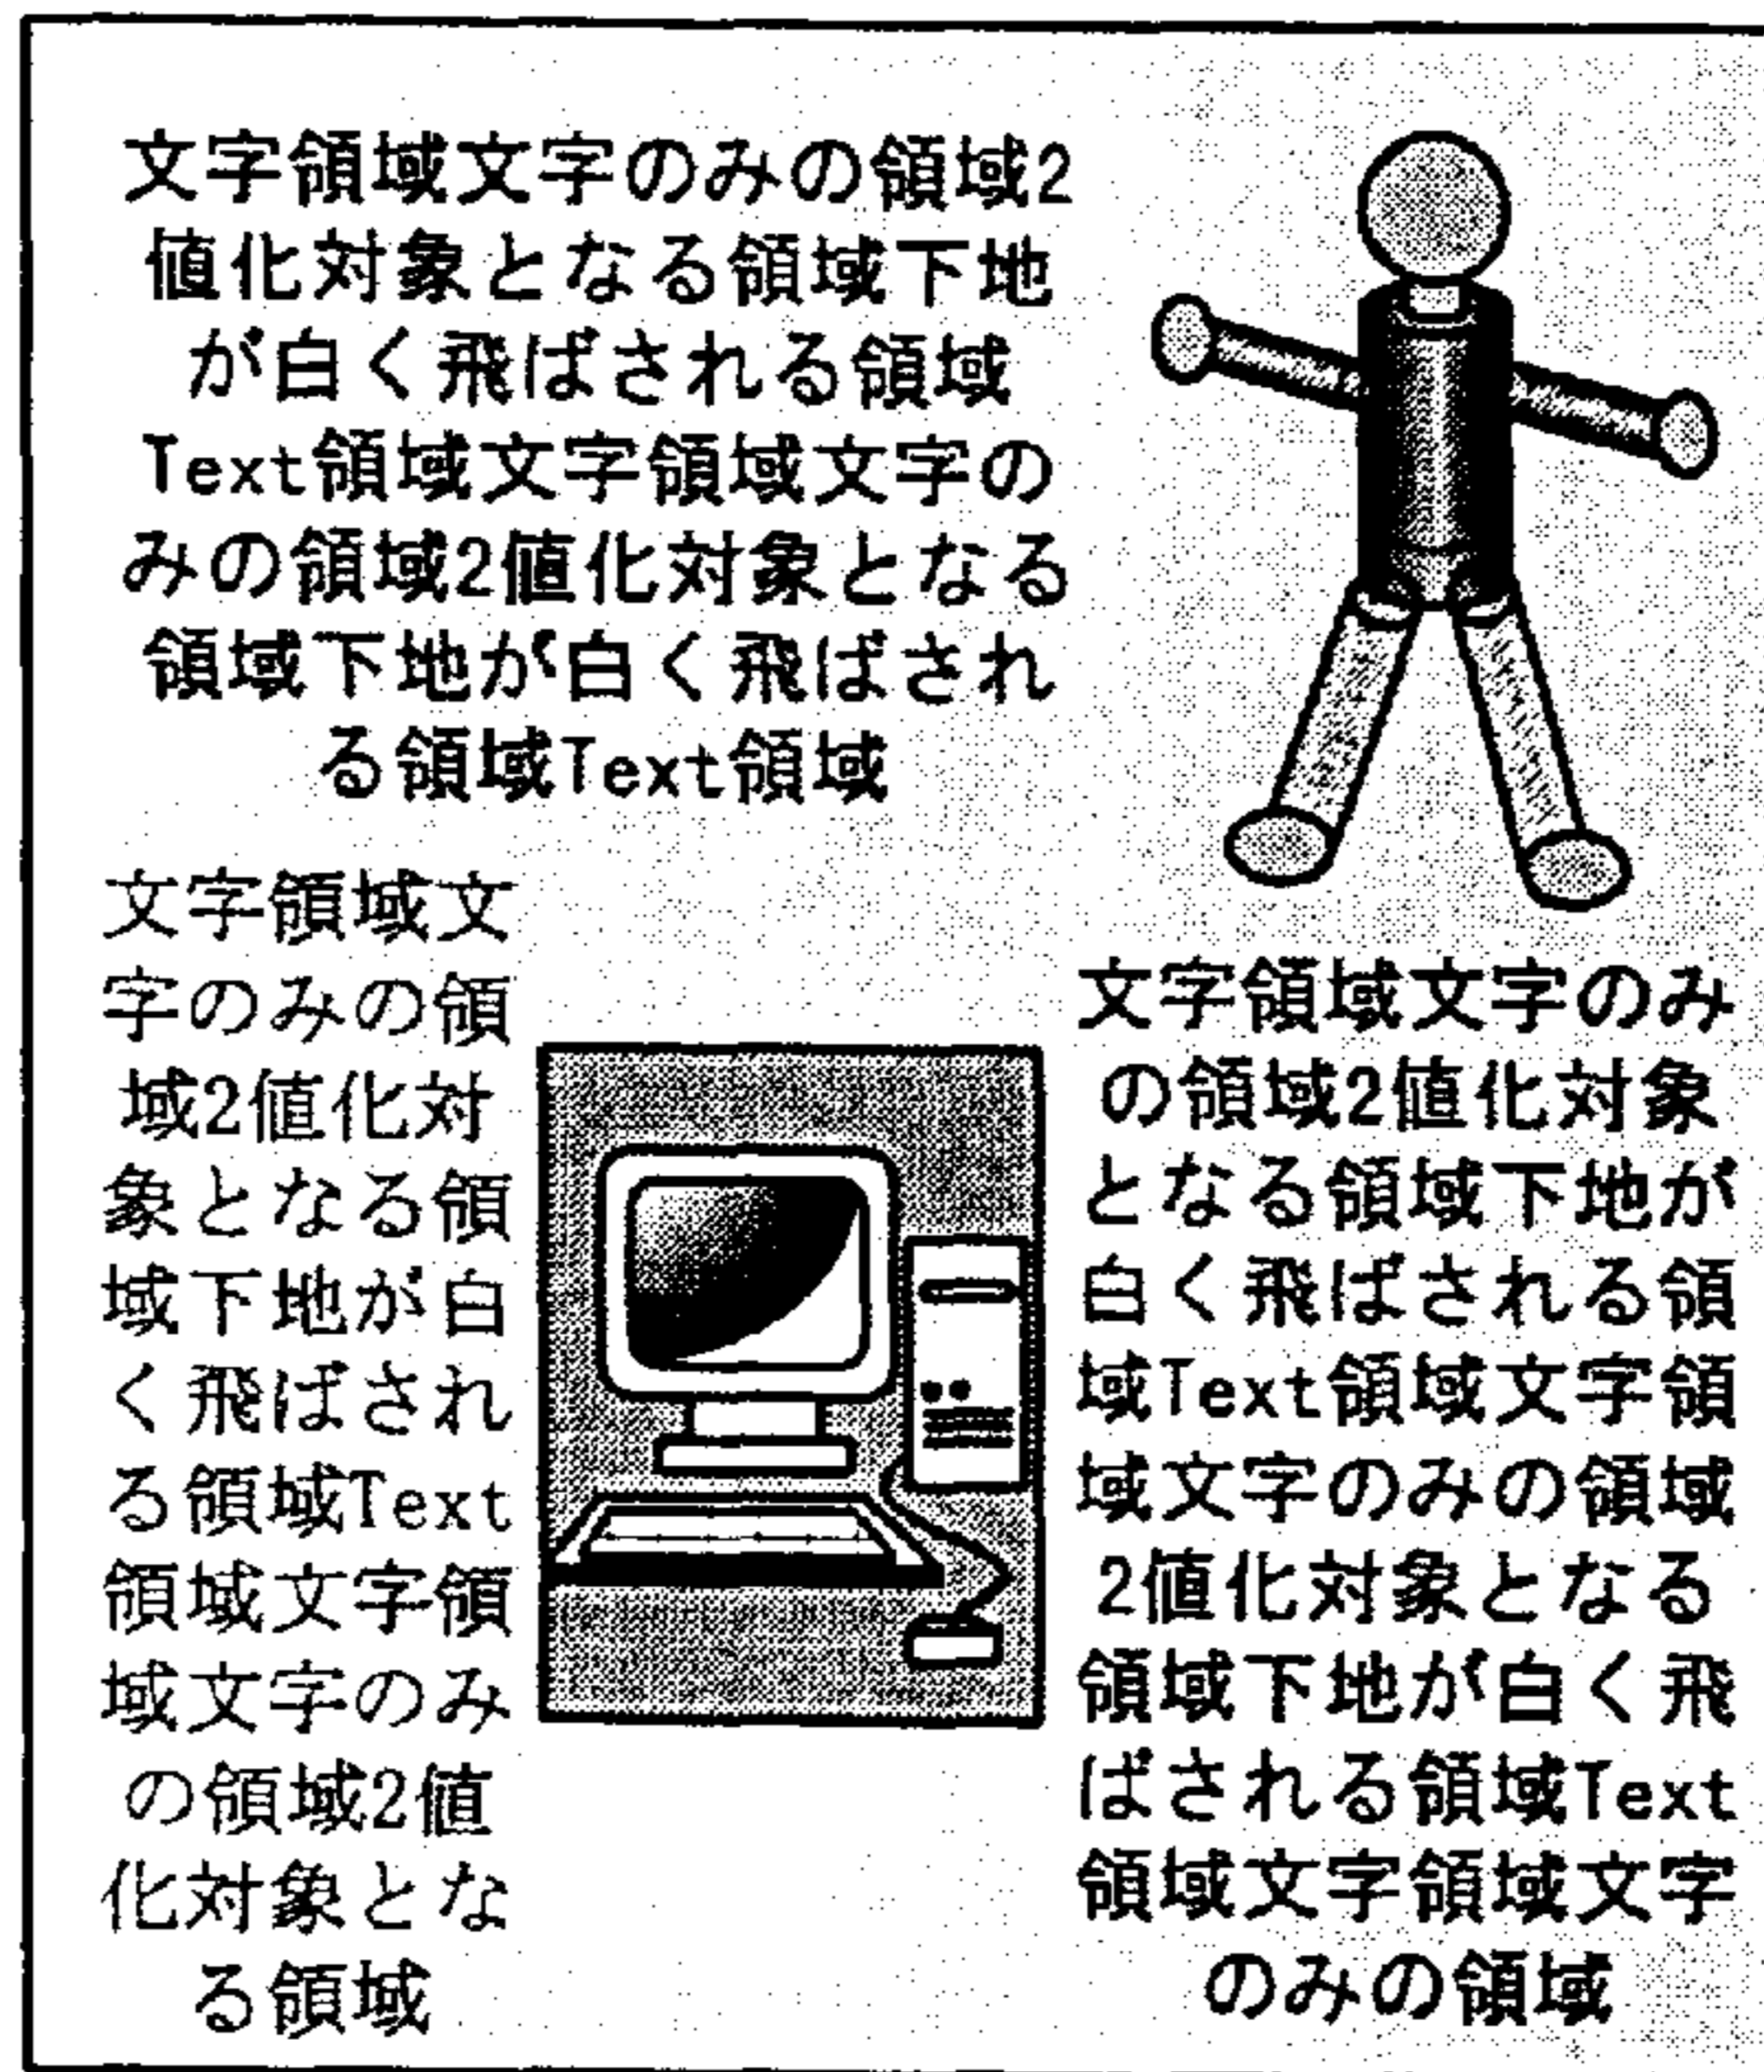 文字領域文字のみの領域2
値化対象となる領域下地
が白く飛ばされる領域
Text領域文字領域文字の
みの領域2値化対象となる
領域下地が白く飛ばされ
る領域Text領域
文字領域文
字のみの領
域2値化対
象となる領
域下地が白
く飛ばされ
る領域Text
領域文字領
域文字のみ
の領域2値
化対象とな
る領域
文字領域文字のみ
の領域2値化対象
となる領域下地が
白く飛ばされる領
域Text領域文字領
域文字のみの領域
2値化対象となる
領域下地が白く飛
ばされる領域Text
領域文字領域文字
のみの領域